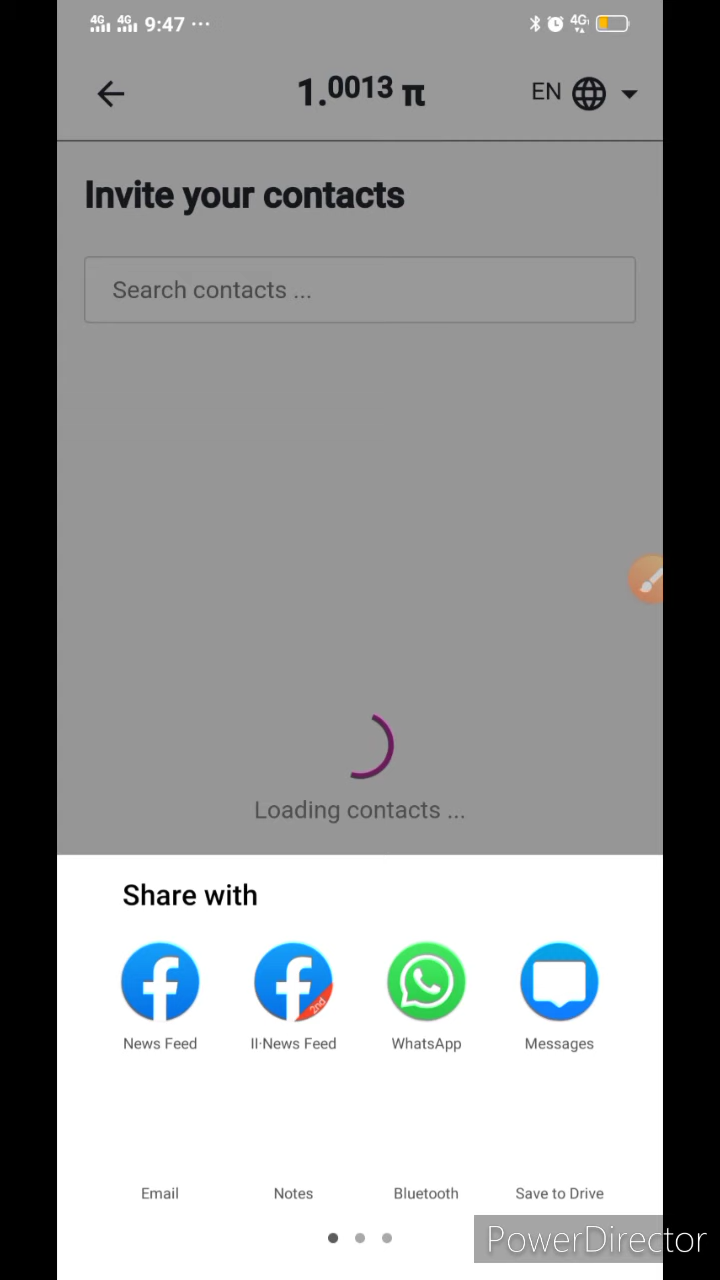 4G 4G 9:47 ... 4G
1.0013 π EN
Invite your contacts
Search contacts ...
Loading contacts ...
Share with
2nd
News Feed II·News Feed WhatsApp Messages
Email Notes Bluetooth Save to Drive
PowerDirector